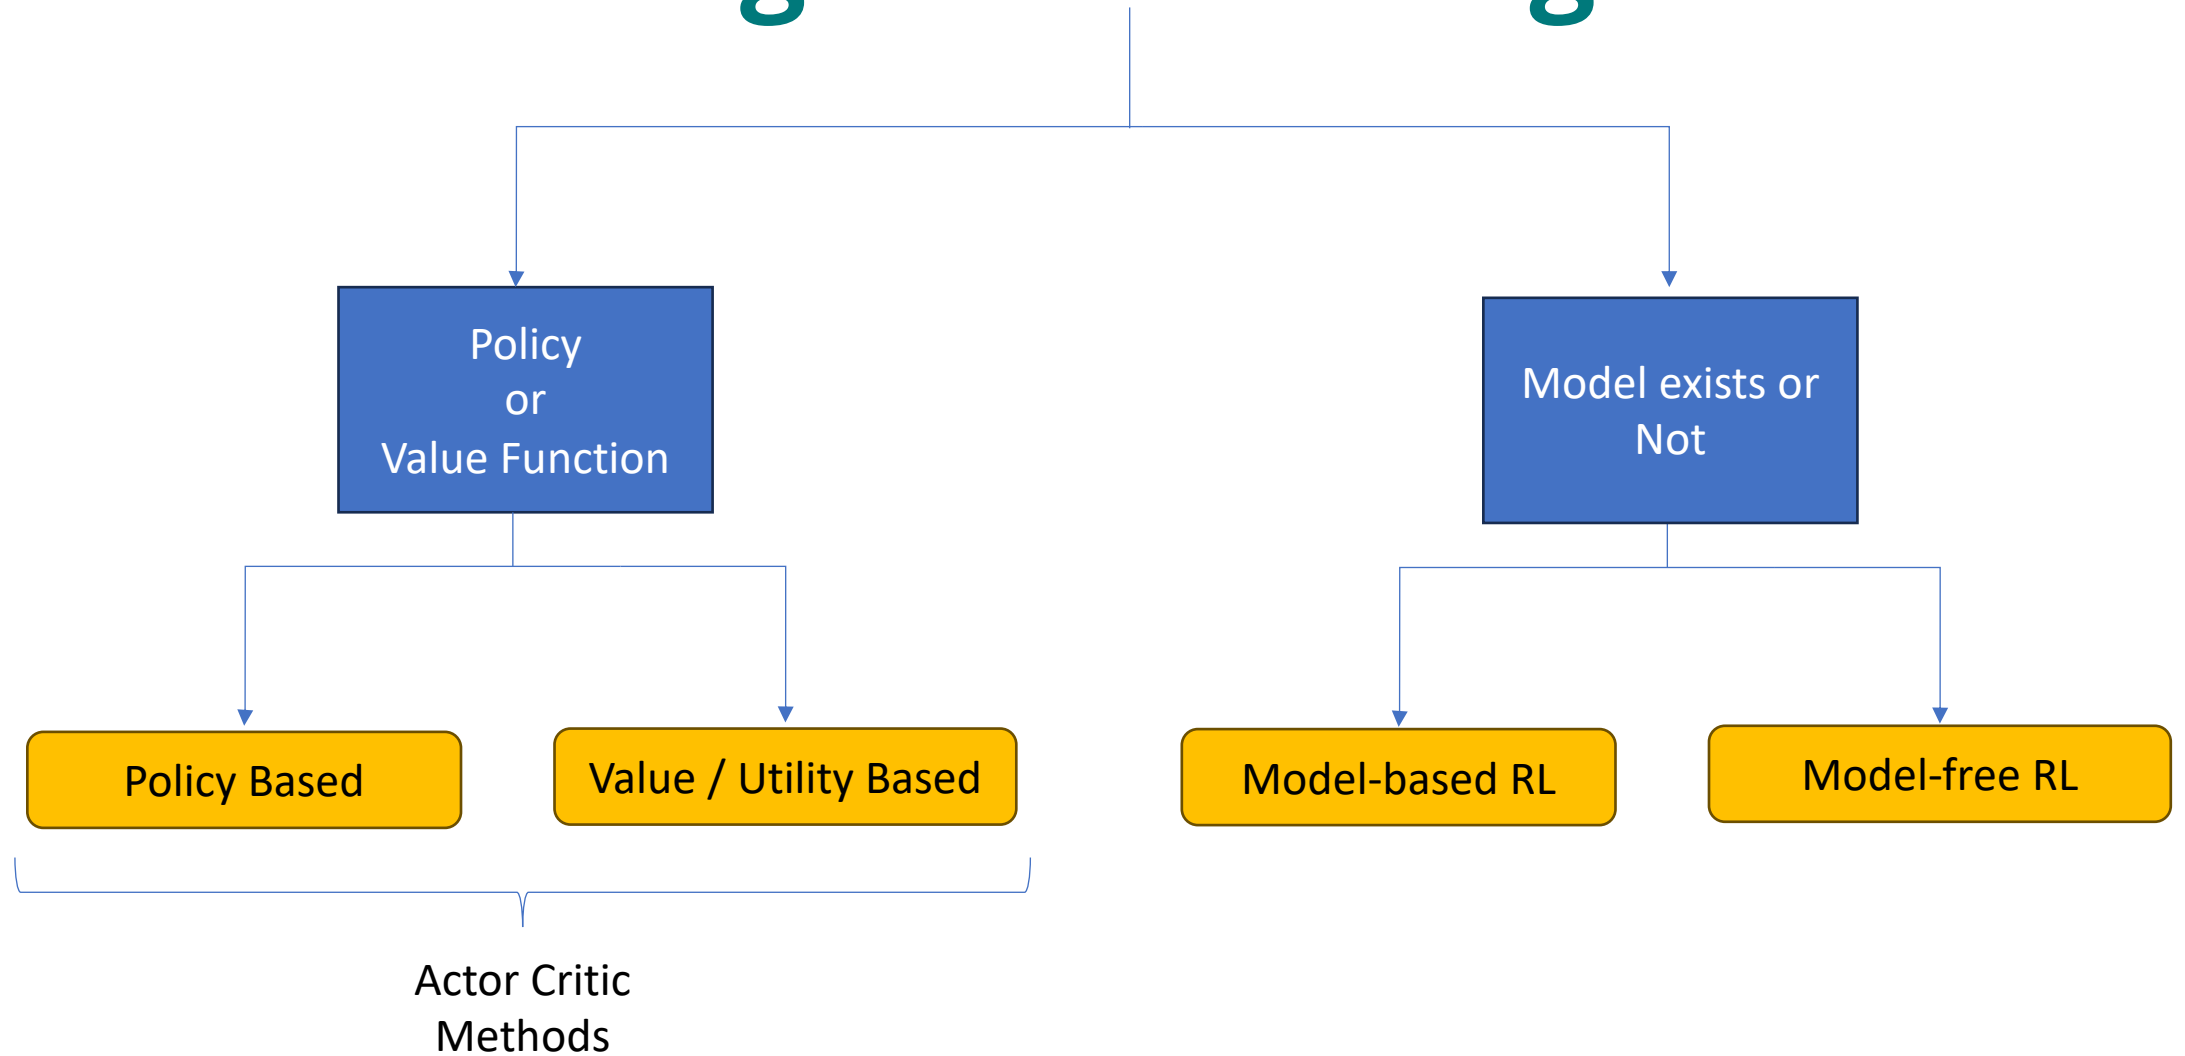 Policy
or
Value Function
Model exists or
Not
Policy Based
Value / Utility Based
Model-based RL
Model-free RL
Actor Critic
Methods